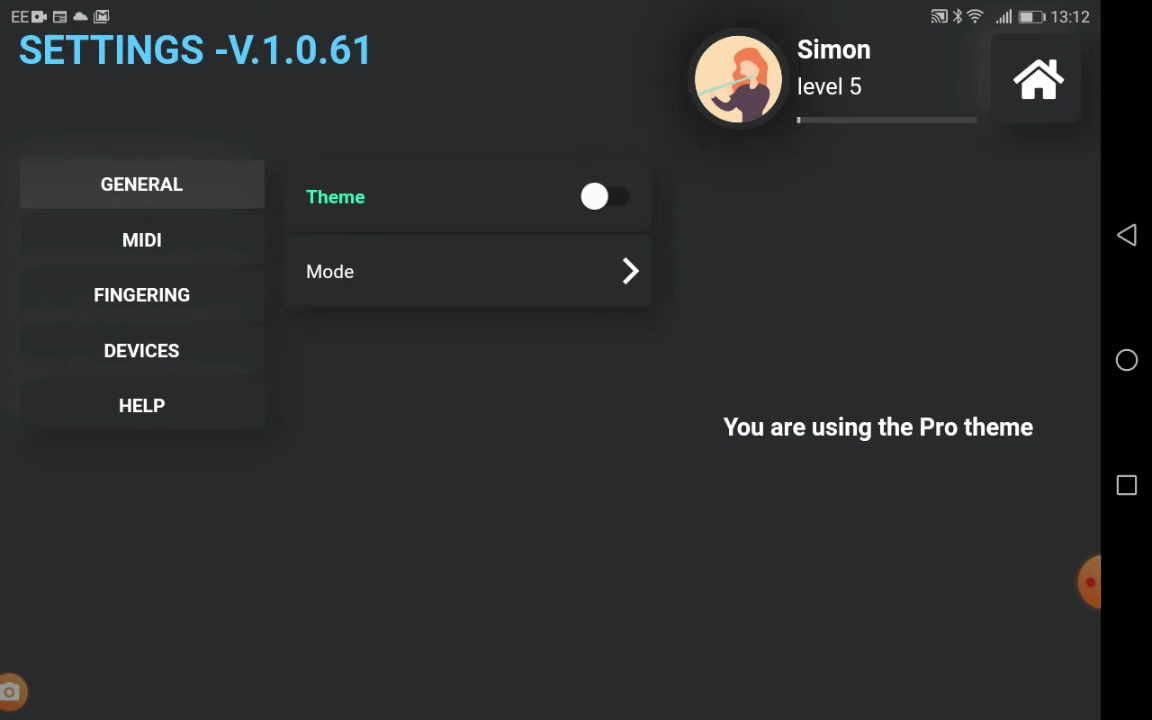 EE
13:12
SETTINGS -V.1.0.61
Simon
level 5
GENERAL
MIDI
FINGERING
DEVICES
HELP
Theme
Mode
You are using the Pro theme